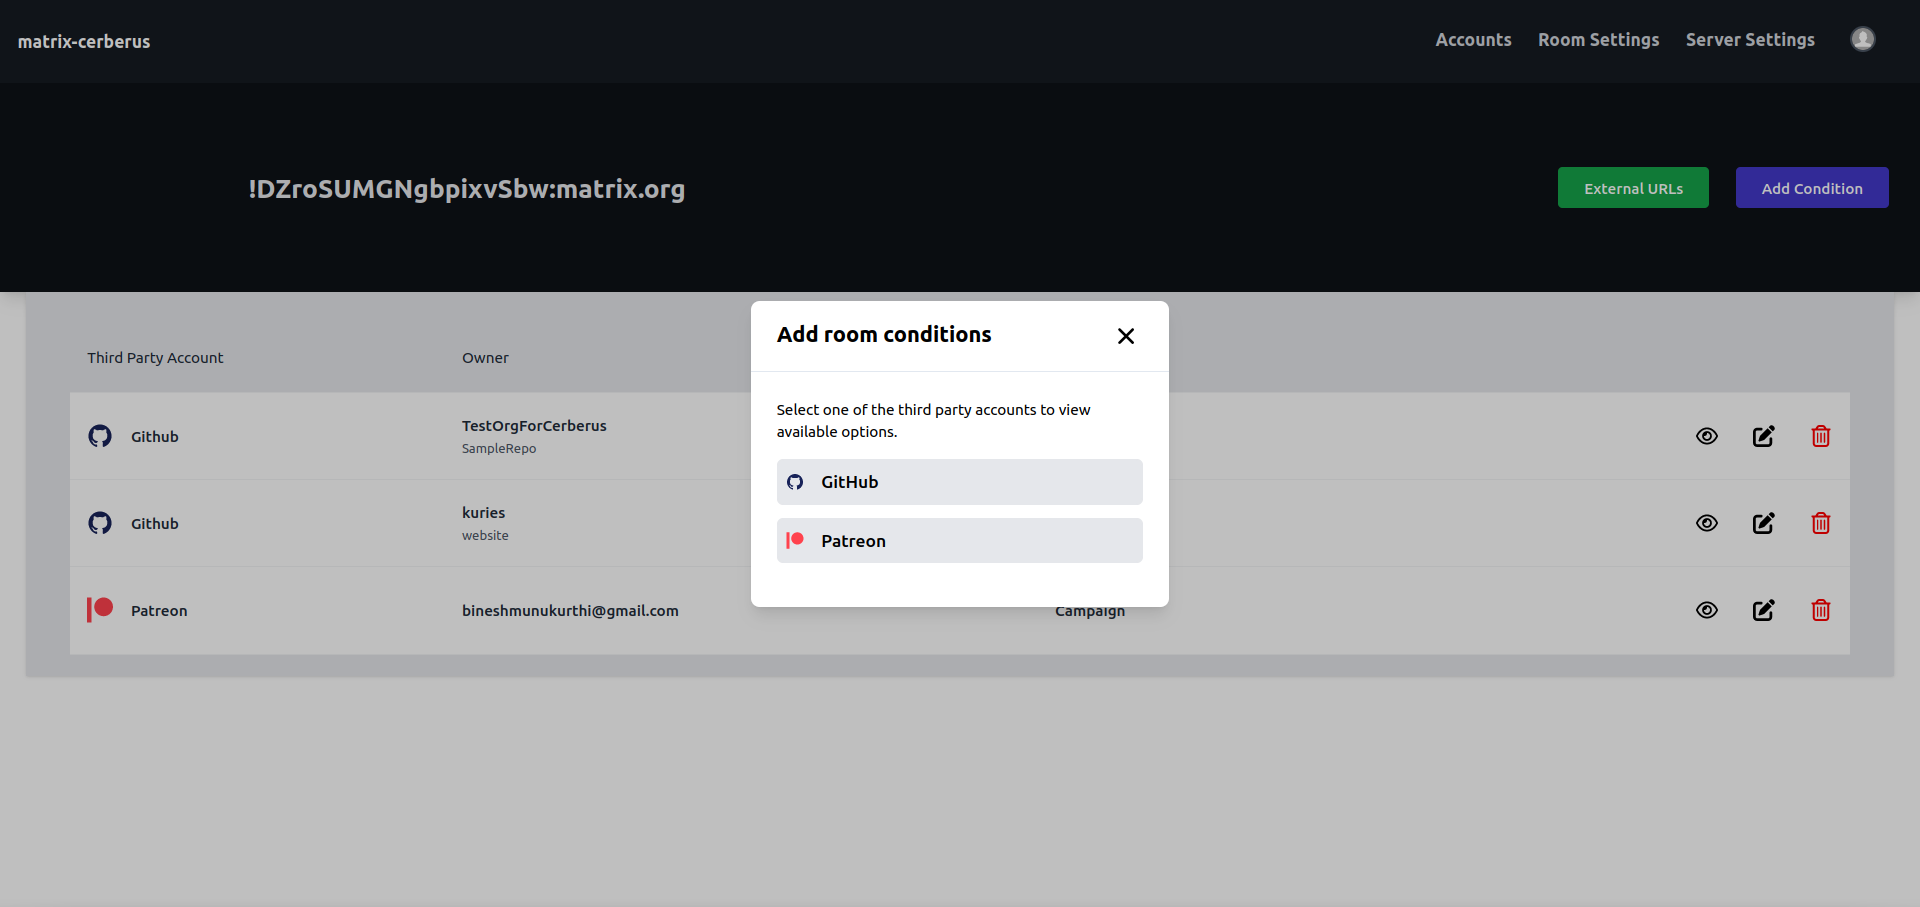 matrix-cerberus
Accounts Room Settings Server Settings
!DZroSUMGNgbpixvSbw:matrix.org
External URLs Add Condition
Add room conditions
Select one of the third party accounts to view
available options.
GitHub
Patreon
Third Party Account Owner
Github TestOrgForCerberus
SampleRepo
Github kuries
website
Patreon bineshmunukurthi@gmail.com Campaign